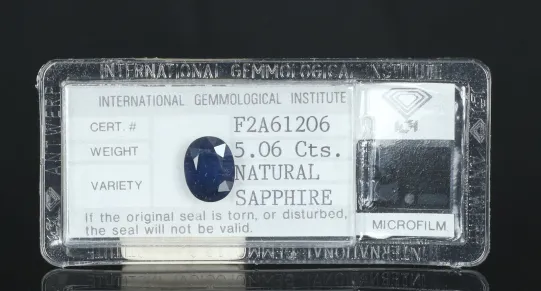 INTERNATIONAL GEMMOLOGICAL INSTITUTE
INTERNATIONAL GEMMOLOGICAL INSTITUTE
CERT. # F2A61206
WEIGHT 5.06 Cts.
VARIETY NATURAL
SAPPHIRE
If the original seal is torn, or disturbed,
the seal will not be valid.
MICROFILM